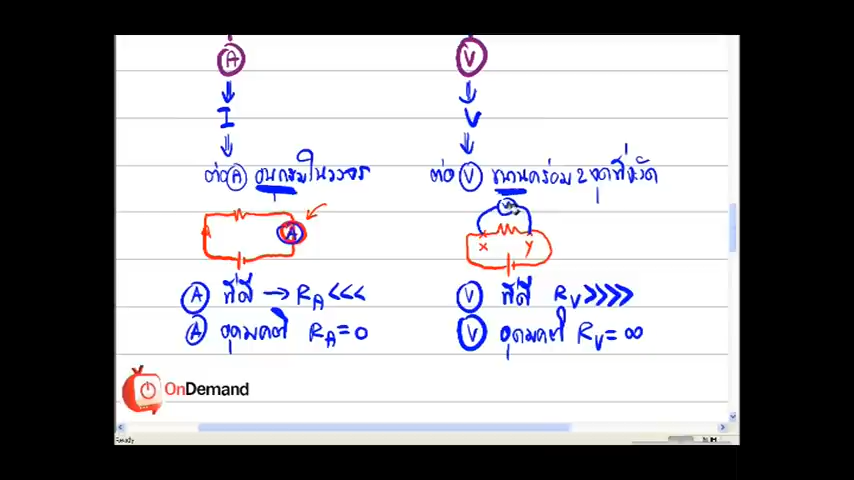 A V
I V
ต่อ A อนุกรมในวงจร ต่อ V ขนานคร่อม 2 จุดที่จะวัด
A V
X Y
A ที่ดี → R_A <<< V ที่ดี R_V >>>>
A อุดมคติ R_A = 0 V อุดมคติ R_V = ∞
OnDemand
Ready